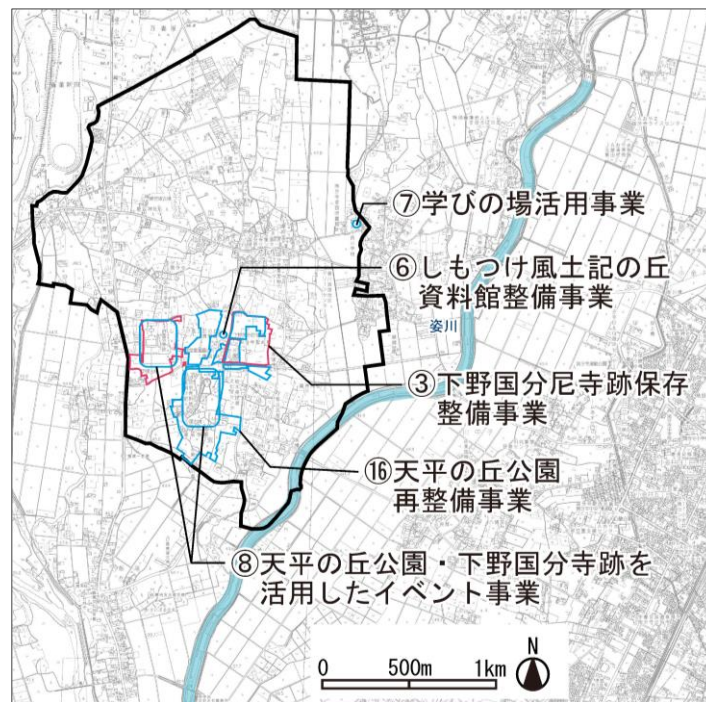 ⑦学びの場活用事業
⑥しもつけ風土記の丘
資料館整備事業
姿川
③下野国分尼寺跡保存
整備事業
⑯天平の丘公園
再整備事業
⑧天平の丘公園・下野国分寺跡を
活用したイベント事業
0 500m 1km
N